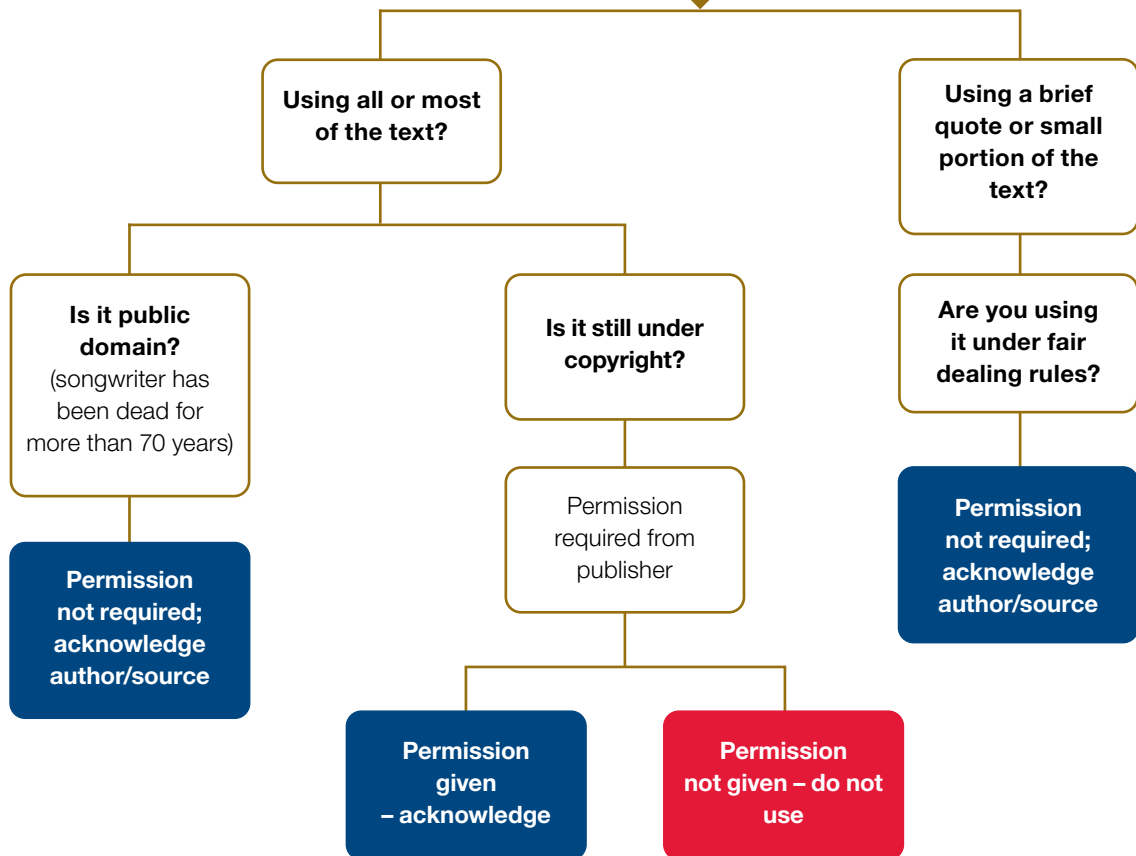 Using all or most
of the text?
Using a brief
quote or small
portion of the
text?
Is it public
domain?
(songwriter has
been dead for
more than 70 years)
Is it still under
copyright?
Are you using
it under fair
dealing rules?
Permission
required from
publisher
Permission
not required;
acknowledge
author/source
Permission
not required;
acknowledge
author/source
Permission
given
– acknowledge
Permission
not given – do not
use